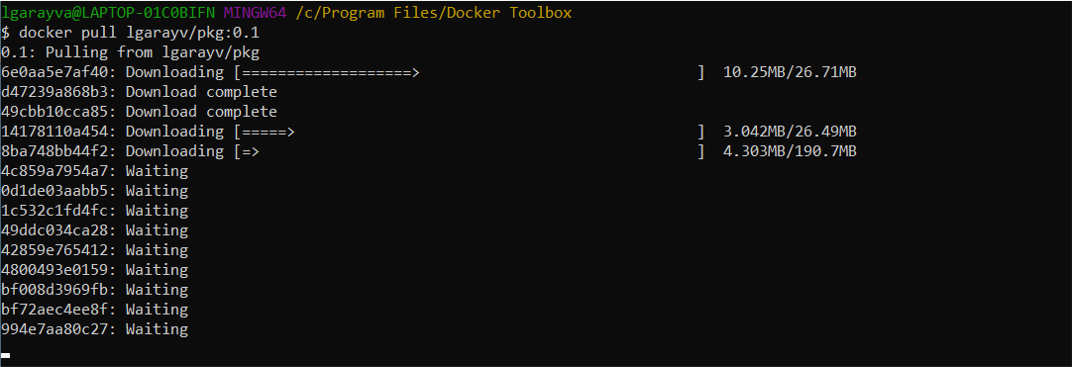 lgarayva@LAPTOP-01C0BIFN MINGW64 /c/Program Files/Docker Toolbox
$ docker pull lgarayv/pkg:0.1
0.1: Pulling from lgarayv/pkg
6e0aa5e7af40: Downloading [===================>                               ]  10.25MB/26.71MB
d47239a868b3: Download complete
49cbb10cca85: Download complete
14178110a454: Downloading [=====>                                             ]  3.042MB/26.49MB
8ba748bb44f2: Downloading [=>                                                 ]  4.303MB/190.7MB
4c859a7954a7: Waiting
0d1de03aabb5: Waiting
1c532c1fd4fc: Waiting
49ddc034ca28: Waiting
42859e765412: Waiting
4800493e0159: Waiting
bf008d3969fb: Waiting
bf72aec4ee8f: Waiting
994e7aa80c27: Waiting